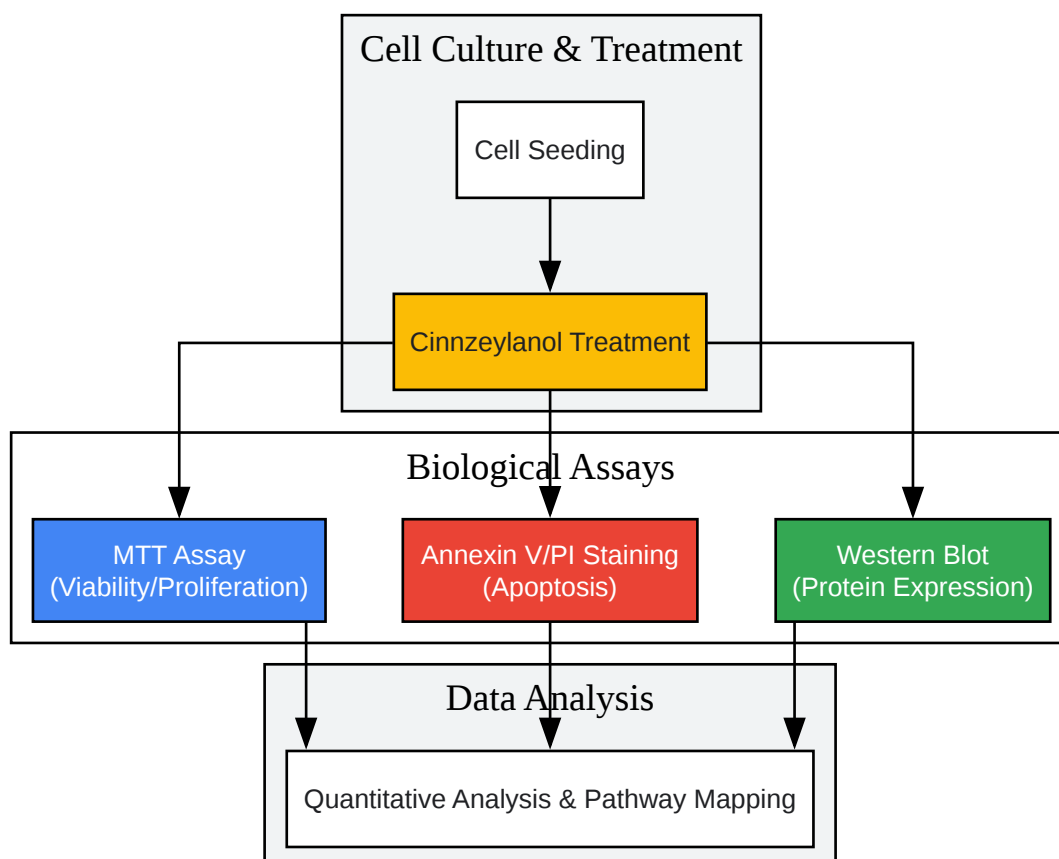 Cell Culture & Treatment
Cell Seeding
Cinnzeylanol Treatment
Biological Assays
MTT Assay
(Viability/Proliferation)
Annexin V/PI Staining
(Apoptosis)
Western Blot
(Protein Expression)
Data Analysis
Quantitative Analysis & Pathway Mapping